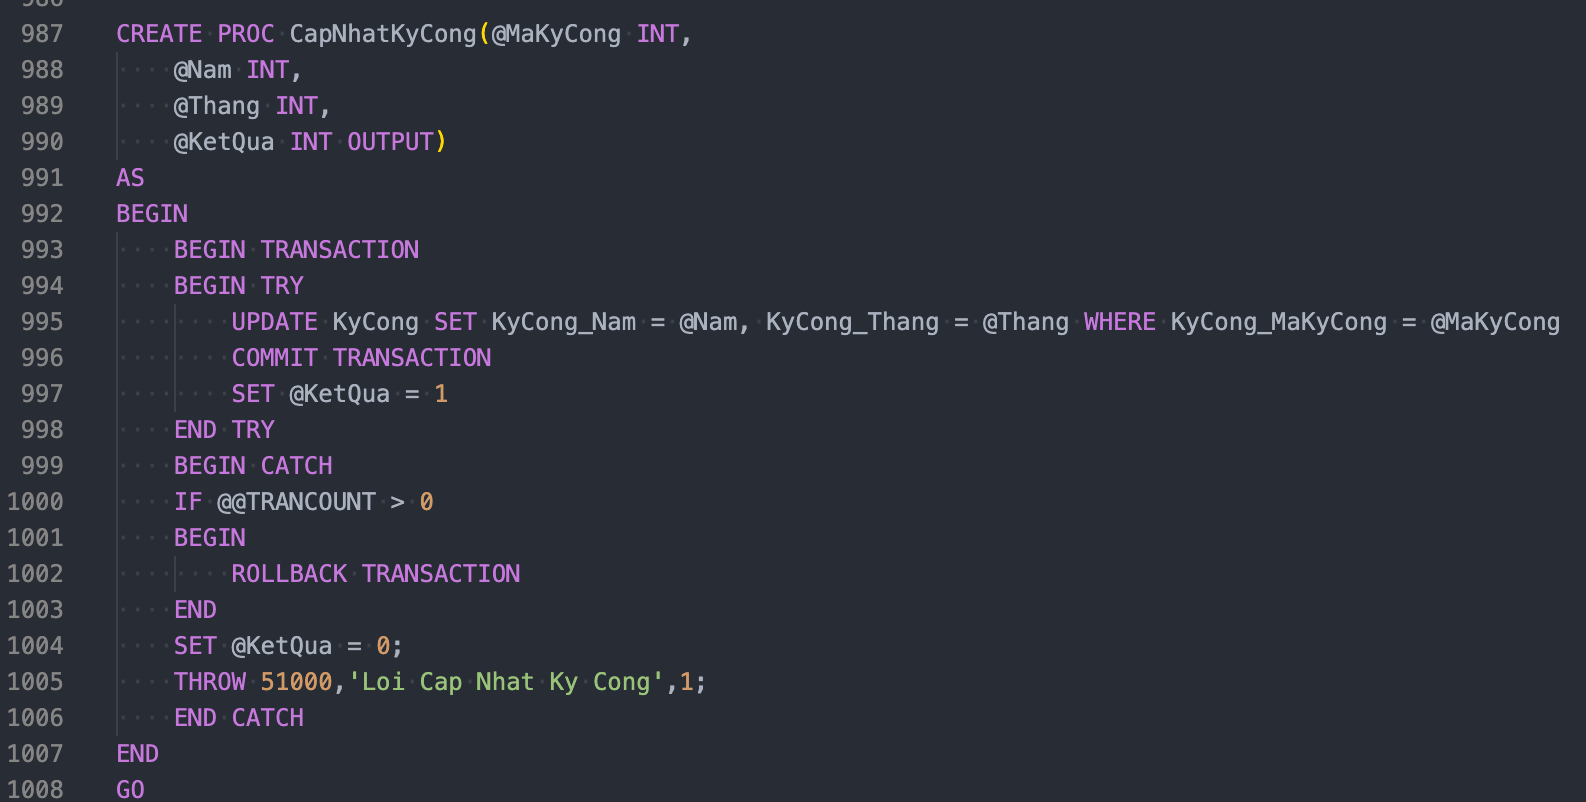 987 CREATE PROC CapNhatKyCong(@MaKyCong INT,
988 @Nam INT,
989 @Thang INT,
990 @KetQua INT OUTPUT)
991 AS
992 BEGIN
993 BEGIN TRANSACTION
994 BEGIN TRY
995 UPDATE KyCong SET KyCong_Nam = @Nam, KyCong_Thang = @Thang WHERE KyCong_MaKyCong = @MaKyCong
996 COMMIT TRANSACTION
997 SET @KetQua = 1
998 END TRY
999 BEGIN CATCH
1000 IF @@TRANCOUNT > 0
1001 BEGIN
1002 ROLLBACK TRANSACTION
1003 END
1004 SET @KetQua = 0;
1005 THROW 51000,'Loi Cap Nhat Ky Cong',1;
1006 END CATCH
1007 END
1008 GO